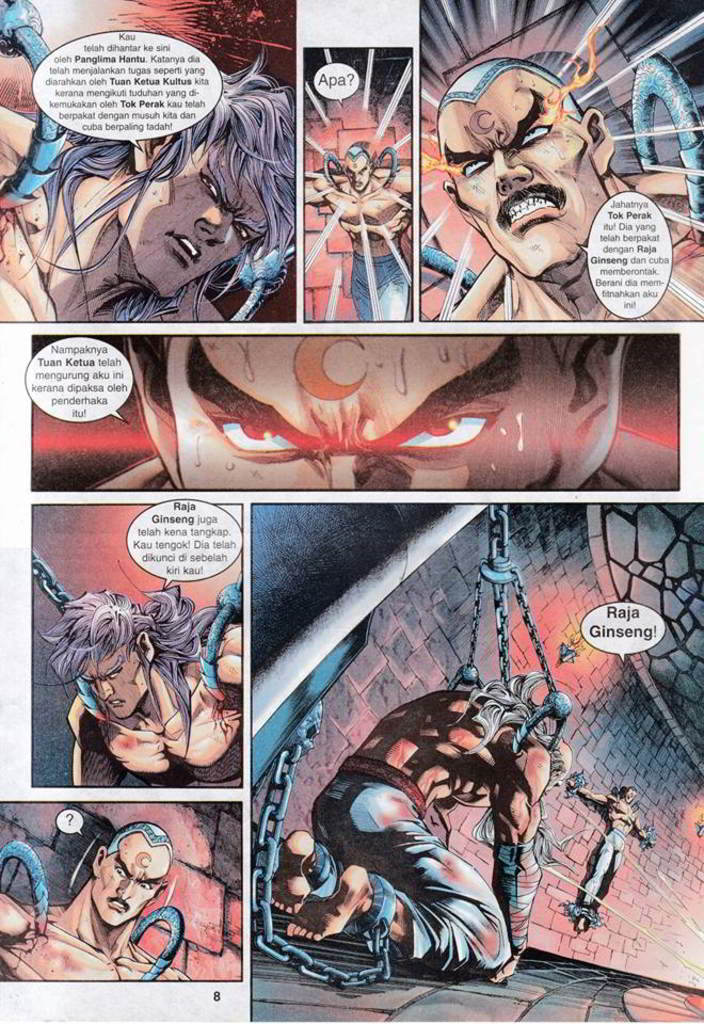 Kau
telah dihantar ke sini
oleh Panglima Hantu. Katanya dia
telah menjalankan tugas seperti yang
diarahkan oleh Tuan Ketua Kultus kita
kerana mengikuti tuduhan yang di-
kemukakan oleh Tok Perak kau telah
berpakat dengan musuh kita dan
cuba berpaling tadah!
Apa?
Jahatnya
Tok Perak
itu! Dia yang
telah berpakat
dengan Raja
Ginseng dan cuba
memberontak.
Berani dia mem-
fitnahkan aku
ini!
Nampaknya
Tuan Ketua telah
mengurung aku ini
kerana dipaksa oleh
penderhaka
itu!
Raja
Ginseng juga
telah kena tangkap.
Kau tengok! Dia telah
dikunci di sebelah
kiri kau!
Raja
Ginseng!
?
8